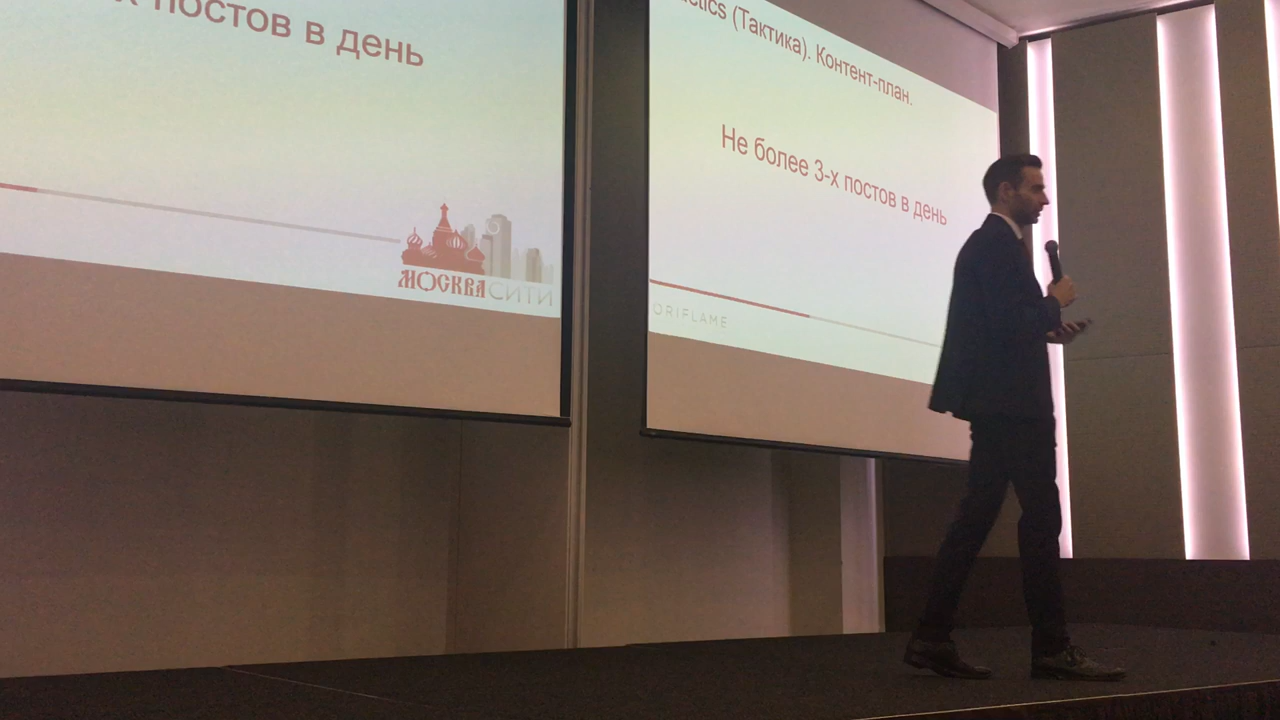 постов в день
МОСКВА СИТИ
(Тактика). Контент-план.
Не более 3-х постов в день
ORIFLAME